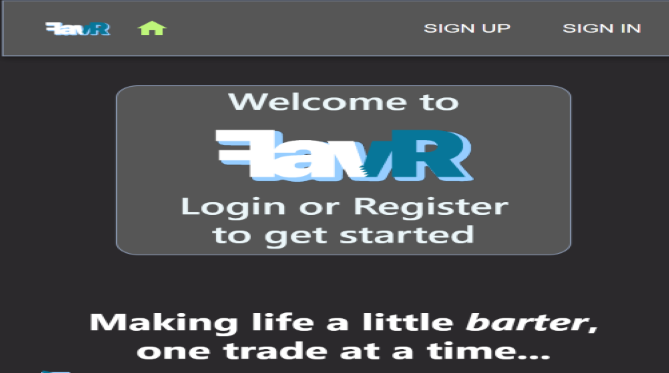 FlavR SIGN UP SIGN IN
Welcome to
FlavR
Login or Register
to get started
Making life a little barter,
one trade at a time...